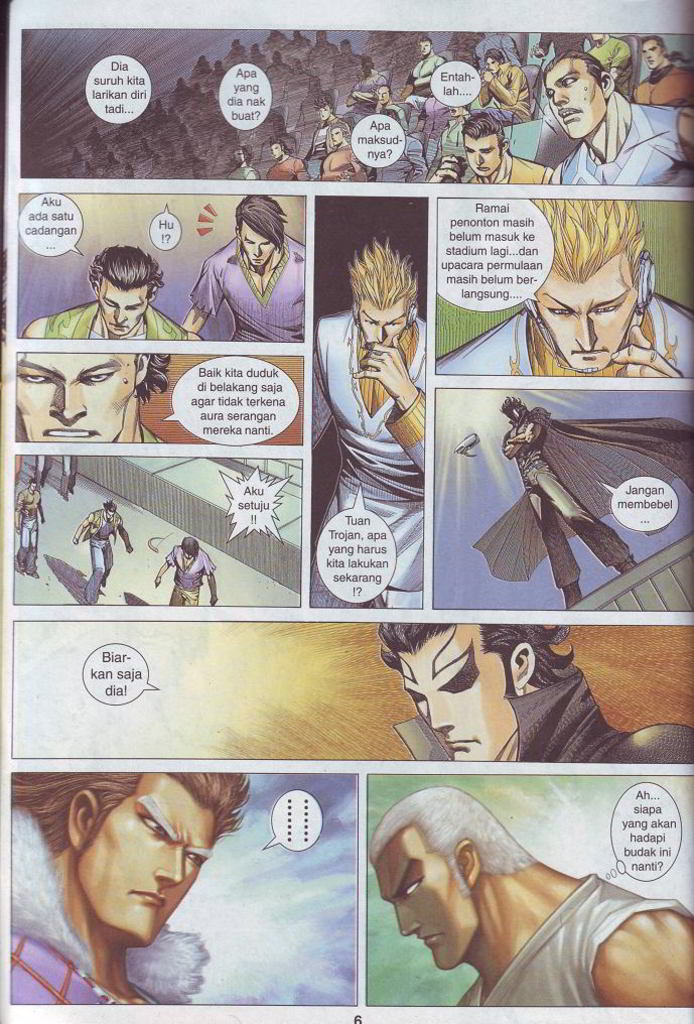 Dia
suruh kita
larikan diri
tadi...
Apa
yang
dia nak
buat?
Entah-
lah....
Apa
maksud-
nya?
Aku
ada satu
cadangan
...
Hu
!?
Baik kita duduk
di belakang saja
agar tidak terkena
aura serangan
mereka nanti.
Aku
setuju
!!
Tuan
Trojan, apa
yang harus
kita lakukan
sekarang
!?
Ramai
penonton masih
belum masuk ke
stadium lagi...dan
upacara permulaan
masih belum ber-
langsung....
Jangan
membebel
...
Biar-
kan saja
dia!
Ah...
siapa
yang akan
hadapi
budak ini
nanti?
6